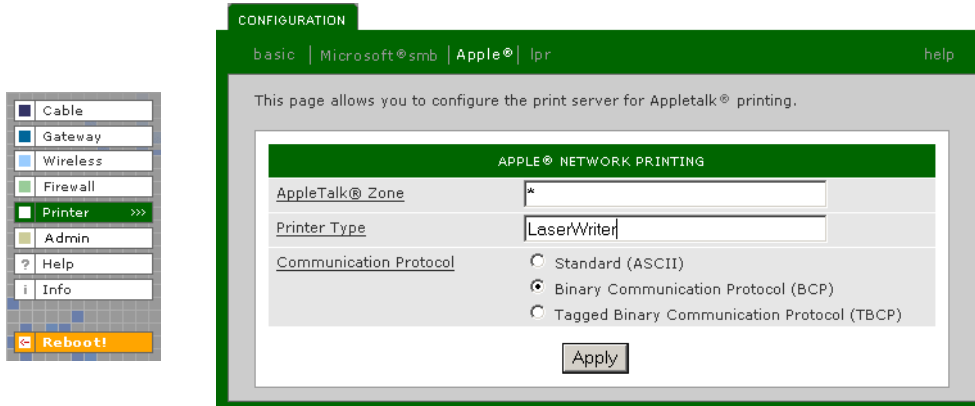 CONFIGURATION
basic | Microsoft®smb | Apple® | lpr help
This page allows you to configure the print server for Appletalk® printing.
Cable
Gateway
Wireless
Firewall
Printer >>>
Admin
? Help
i Info
Reboot!
APPLE® NETWORK PRINTING
AppleTalk® Zone *
Printer Type LaserWriter
Communication Protocol Standard (ASCII)
Binary Communication Protocol (BCP)
Tagged Binary Communication Protocol (TBCP)
Apply